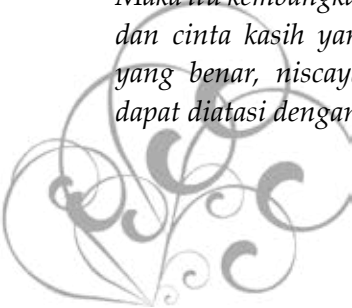 Maka itu kembangka
dan cinta kasih yan
yang benar, niscaya
dapat diatasi dengan